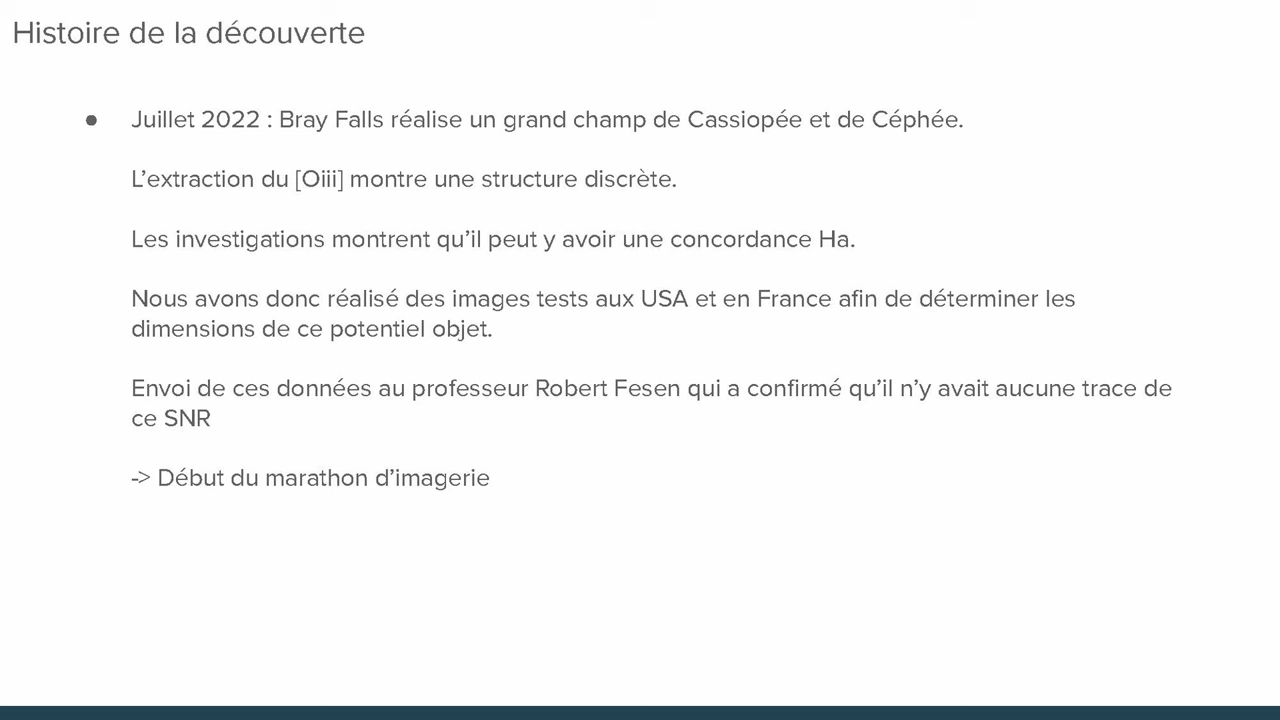 Histoire de la découverte
● Juillet 2022 : Bray Falls réalise un grand champ de Cassiopée et de Céphée.
L’extraction du [Oiii] montre une structure discrète.
Les investigations montrent qu’il peut y avoir une concordance Ha.
Nous avons donc réalisé des images tests aux USA et en France afin de déterminer les
dimensions de ce potentiel objet.
Envoi de ces données au professeur Robert Fesen qui a confirmé qu’il n’y avait aucune trace de
ce SNR
-> Début du marathon d’imagerie